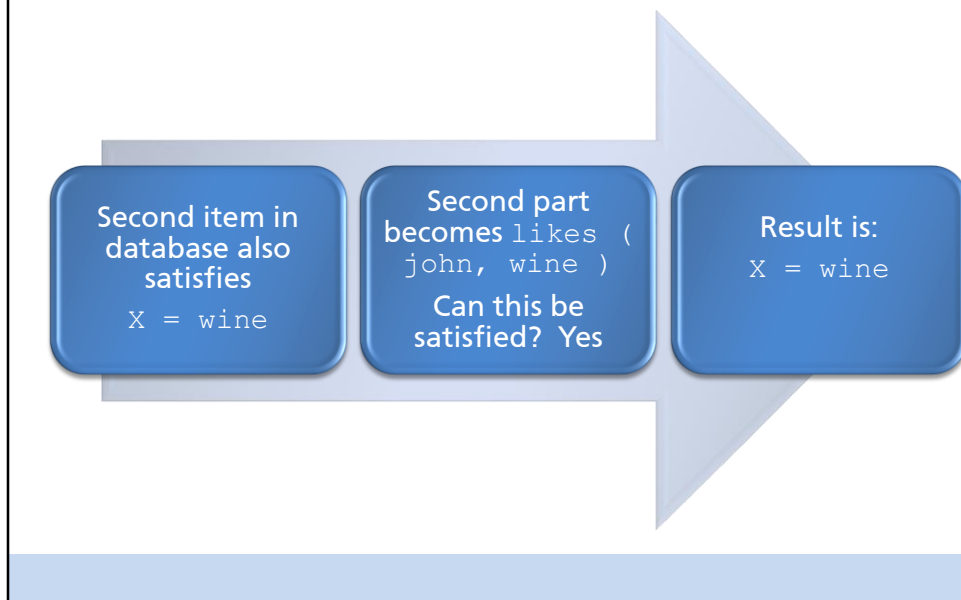 Second item in
database also
satisfies
X = wine
Second part
becomes likes (
john, wine )
Can this be
satisfied? Yes
Result is:
X = wine